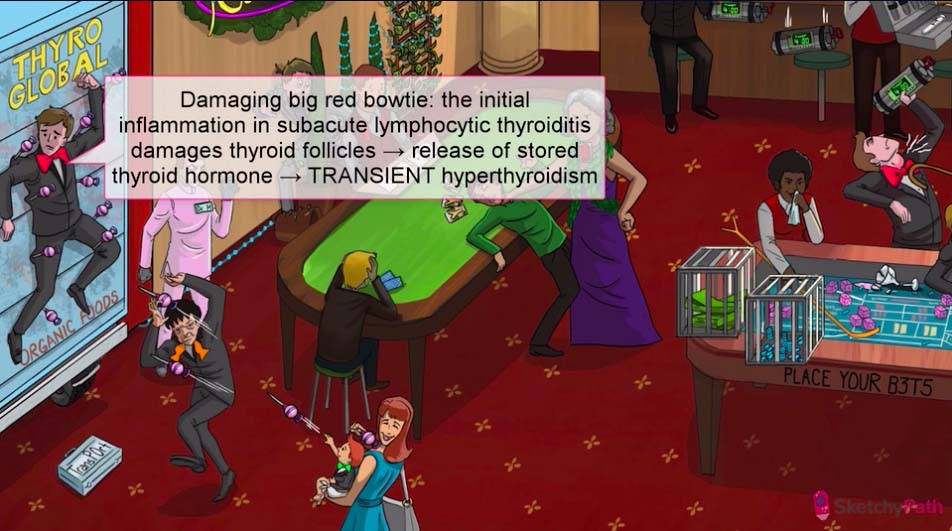 THYRO
GLOBAL
Damaging big red bowtie: the initial
inflammation in subacute lymphocytic thyroiditis
damages thyroid follicles → release of stored
thyroid hormone → TRANSIENT hyperthyroidism
ORGANIC FOODS
PLACE YOUR B3T5
SketchyPath